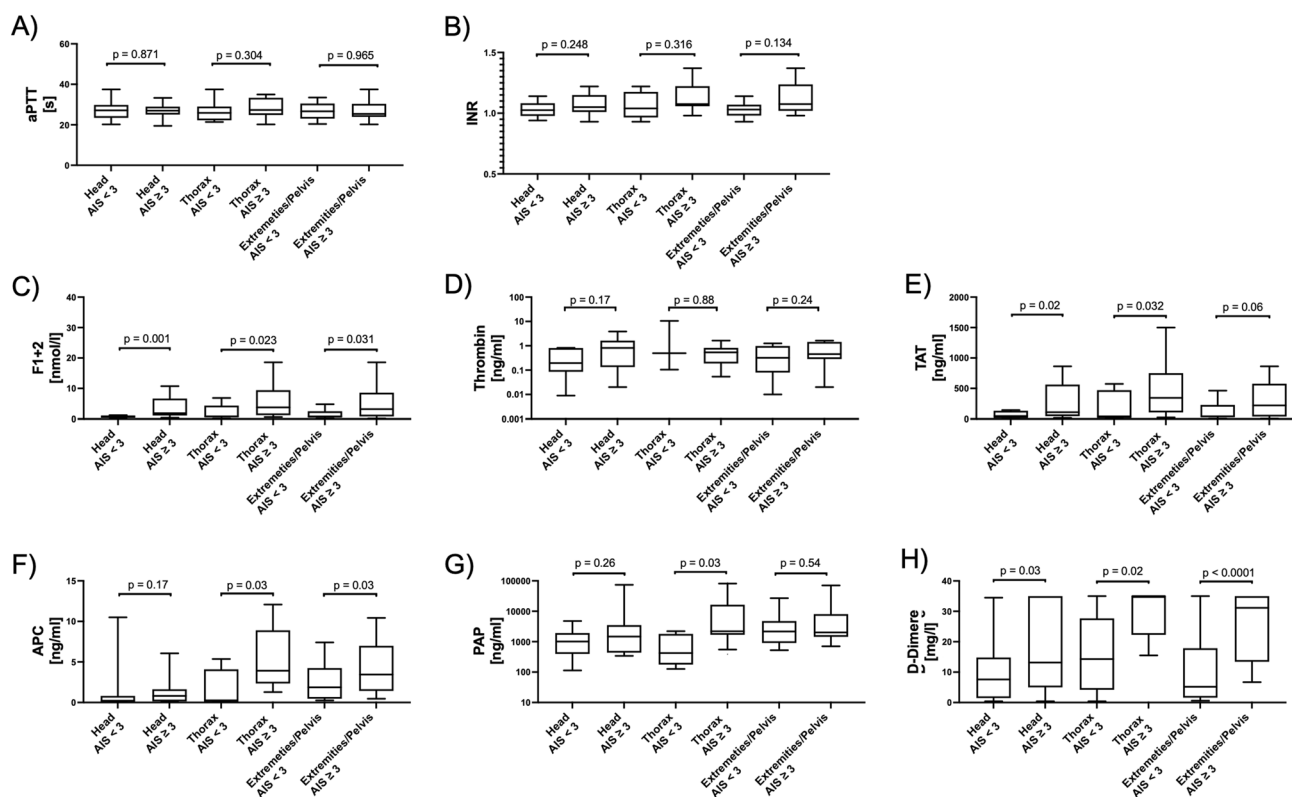 A)
p = 0.871
p = 0.304
p = 0.965
aPTT
[s]
60
40
20
0
Head
AIS < 3
Head
AIS ≥ 3
Thorax
AIS < 3
Thorax
AIS ≥ 3
Extremeties/Pelvis
AIS < 3
Extremities/Pelvis
AIS ≥ 3
B)
p = 0.248
p = 0.316
p = 0.134
INR
1.5
1.0
0.5
Head
AIS < 3
Head
AIS ≥ 3
Thorax
AIS < 3
Thorax
AIS ≥ 3
Extremeties/Pelvis
AIS < 3
Extremities/Pelvis
AIS ≥ 3
C)
p = 0.001
p = 0.023
p = 0.031
F1+2
[nmol/l]
40
30
20
10
0
Head
AIS < 3
Head
AIS ≥ 3
Thorax
AIS < 3
Thorax
AIS ≥ 3
Extremeties/Pelvis
AIS < 3
Extremities/Pelvis
AIS ≥ 3
D)
p = 0.17
p = 0.88
p = 0.24
Thrombin
[ng/ml]
100
10
1
0.1
0.01
0.001
Head
AIS < 3
Head
AIS ≥ 3
Thorax
AIS < 3
Thorax
AIS ≥ 3
Extremities/Pelvis
AIS < 3
Extremities/Pelvis
AIS ≥ 3
E)
p = 0.02
p = 0.032
p = 0.06
TAT
[ng/ml]
2000
1500
1000
500
0
Head
AIS < 3
Head
AIS ≥ 3
Thorax
AIS < 3
Thorax
AIS ≥ 3
Extremeties/Pelvis
AIS < 3
Extremities/Pelvis
AIS ≥ 3
F)
p = 0.17
p = 0.03
p = 0.03
APC
[ng/ml]
15
10
5
0
Head
AIS < 3
Head
AIS ≥ 3
Thorax
AIS < 3
Thorax
AIS ≥ 3
Extremeties/Pelvis
AIS < 3
Extremities/Pelvis
AIS ≥ 3
G)
p = 0.26
p = 0.03
p = 0.54
PAP
[ng/ml]
100000
10000
1000
100
10
Head
AIS < 3
Head
AIS ≥ 3
Thorax
AIS < 3
Thorax
AIS ≥ 3
Extremeties/Pelvis
AIS < 3
Extremities/Pelvis
AIS ≥ 3
H)
p = 0.03
p = 0.02
p < 0.0001
D-Dimere
[mg/l]
40
30
20
10
0
Head
AIS < 3
Head
AIS ≥ 3
Thorax
AIS < 3
Thorax
AIS ≥ 3
Extremeties/Pelvis
AIS < 3
Extremities/Pelvis
AIS ≥ 3